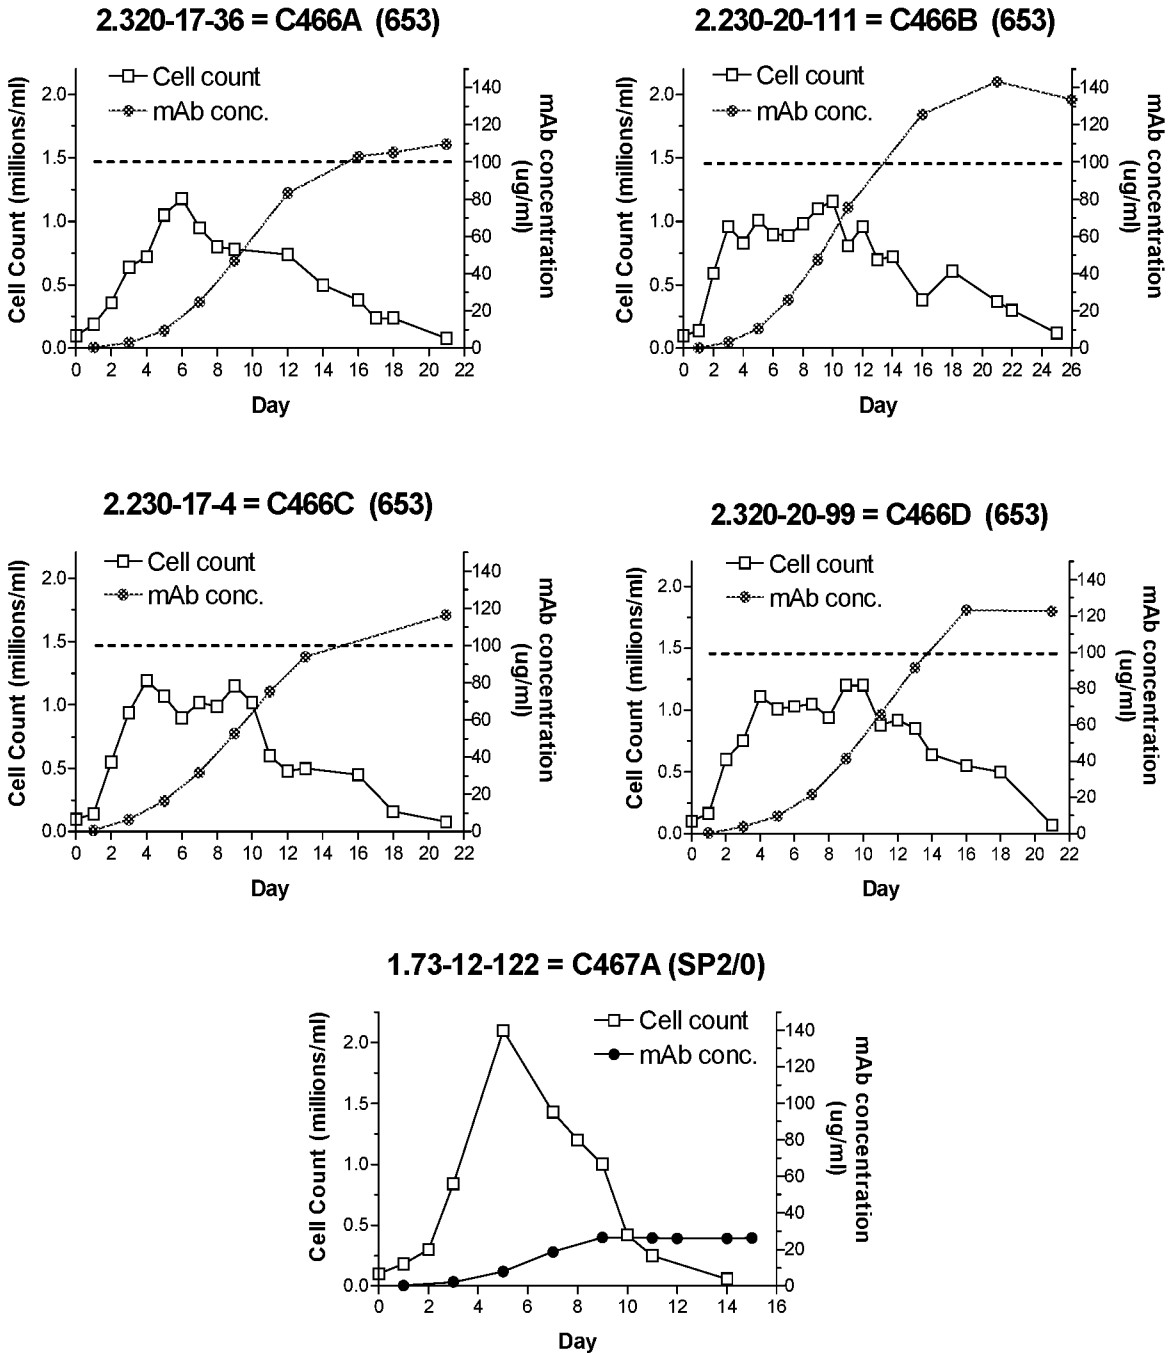 2.320-17-36 = C466A (653)
Cell count
mAb conc.
Cell Count (millions/ml)
2.0
1.5
1.0
0.5
0.0
140
120
100
80
60
40
20
0
mAb concentration
(ug/ml)
0 2 4 6 8 10 12 14 16 18 20 22
Day
2.230-20-111 = C466B (653)
Cell count
mAb conc.
Cell Count (millions/ml)
2.0
1.5
1.0
0.5
0.0
140
120
100
80
60
40
20
0
mAb concentration
(ug/ml)
0 2 4 6 8 10 12 14 16 18 20 22 24 26
Day
2.230-17-4 = C466C (653)
Cell count
mAb conc.
Cell Count (millions/ml)
2.0
1.5
1.0
0.5
0.0
140
120
100
80
60
40
20
0
mAb concentration
(ug/ml)
0 2 4 6 8 10 12 14 16 18 20 22
Day
2.320-20-99 = C466D (653)
Cell count
mAb conc.
Cell Count (millions/ml)
2.0
1.5
1.0
0.5
0.0
140
120
100
80
60
40
20
0
mAb concentration
(ug/ml)
0 2 4 6 8 10 12 14 16 18 20 22
Day
1.73-12-122 = C467A (SP2/0)
Cell count
mAb conc.
Cell Count (millions/ml)
2.0
1.5
1.0
0.5
0.0
140
120
100
80
60
40
20
0
mAb concentration
(ug/ml)
0 2 4 6 8 10 12 14 16
Day